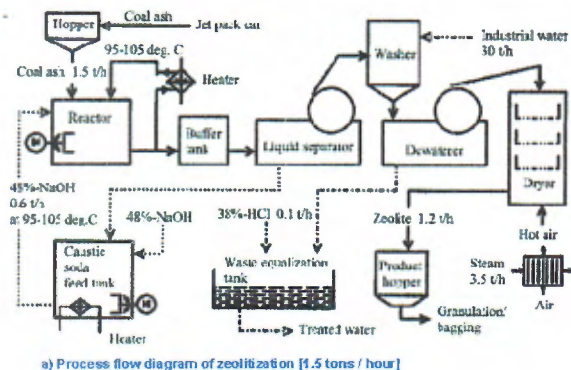 Hopper
Coal ash
Jet pack car
95-105 deg. C
Coal ash 1.5 t/h
Heater
Reactor
Buffer
tank
Liquid separator
Washer
Industrial water
30 t/h
Dewaterer
Dryer
48%-NaOH
0.6 t/h
at 95-105 deg.C
48%-NaOH
Caustic
soda
feed tank
Heater
38%-HCl 0.1 t/h
Waste equalization
tank
Treated water
Zeolite 1.2 t/h
Product
hopper
Granulation/
bagging
Hot air
Steam
3.5 t/h
Air
a) Process flow diagram of zeolitization [1.5 tons / hour]